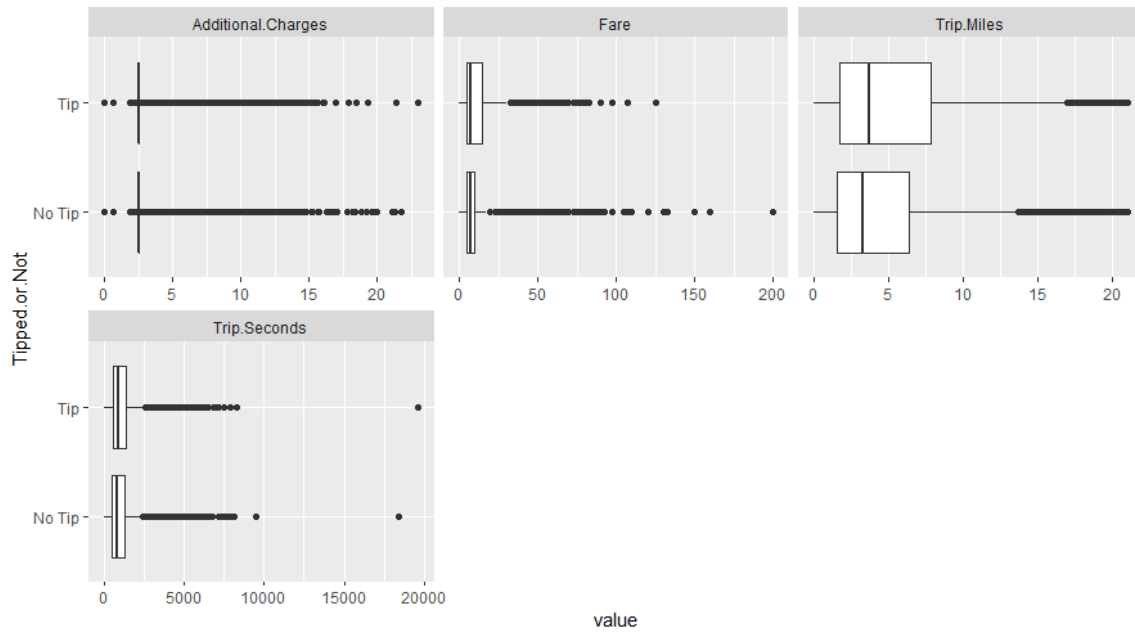 Additional.Charges
Fare
Trip.Miles
Tip
No Tip
0 5 10 15 20
0 50 100 150 200
0 5 10 15 20
Tipped.or.Not
Trip.Seconds
Tip
No Tip
0 5000 10000 15000 20000
value